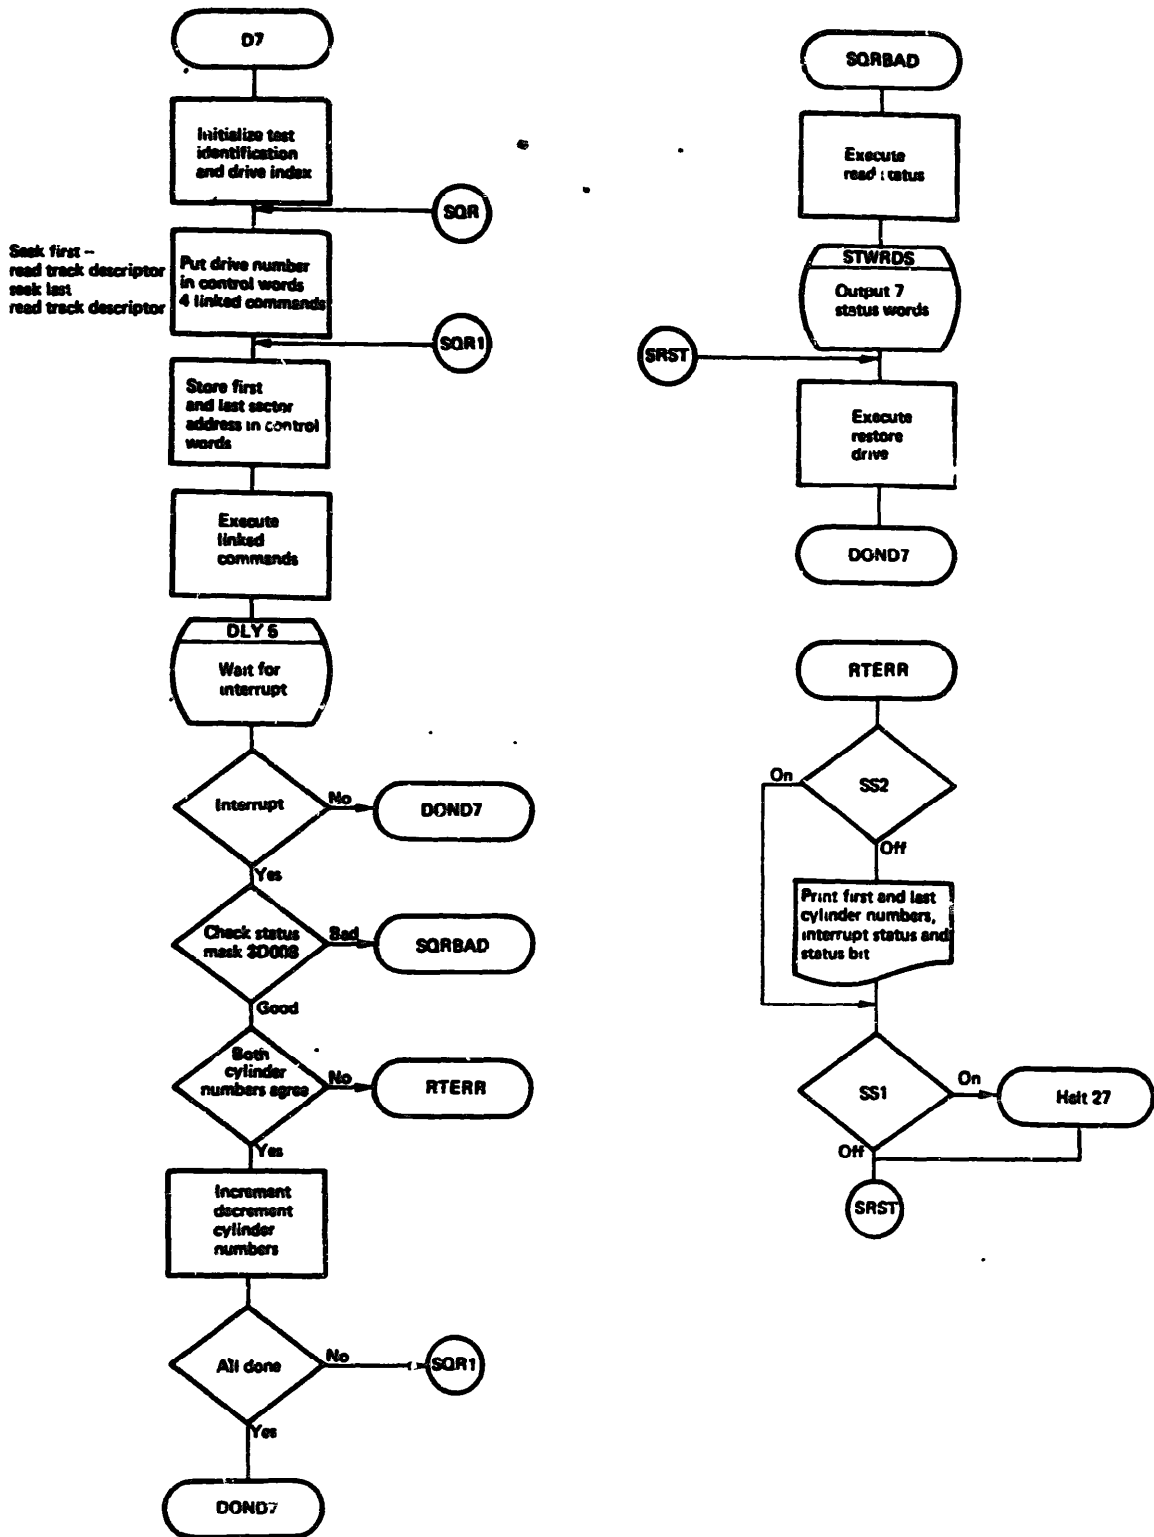 D7
Initialize test
identification
and drive index
SQR
Seek first –
read track descriptor
seek last
read track descriptor
Put drive number
in control words
4 linked commands
SQR1
Store first
and last sector
address in control
words
Execute
linked
commands
DLY 5
Wait for
interrupt
Interrupt
No
DOND7
Yes
Check status
Bad
SQRBAD
mask
Good
Both
cylinder
numbers agree
No
RTERR
Yes
Increment
decrement
cylinder
numbers
All done
No
SQR1
Yes
DOND7
SQRBAD
Execute
read status
STWRDS
Output 7
status words
SRST
Execute
restore
drive
DOND7
RTERR
SS2
On
Off
Print first and last
cylinder numbers,
interrupt status and
status bit
SS1
On
Halt 27
Off
SRST